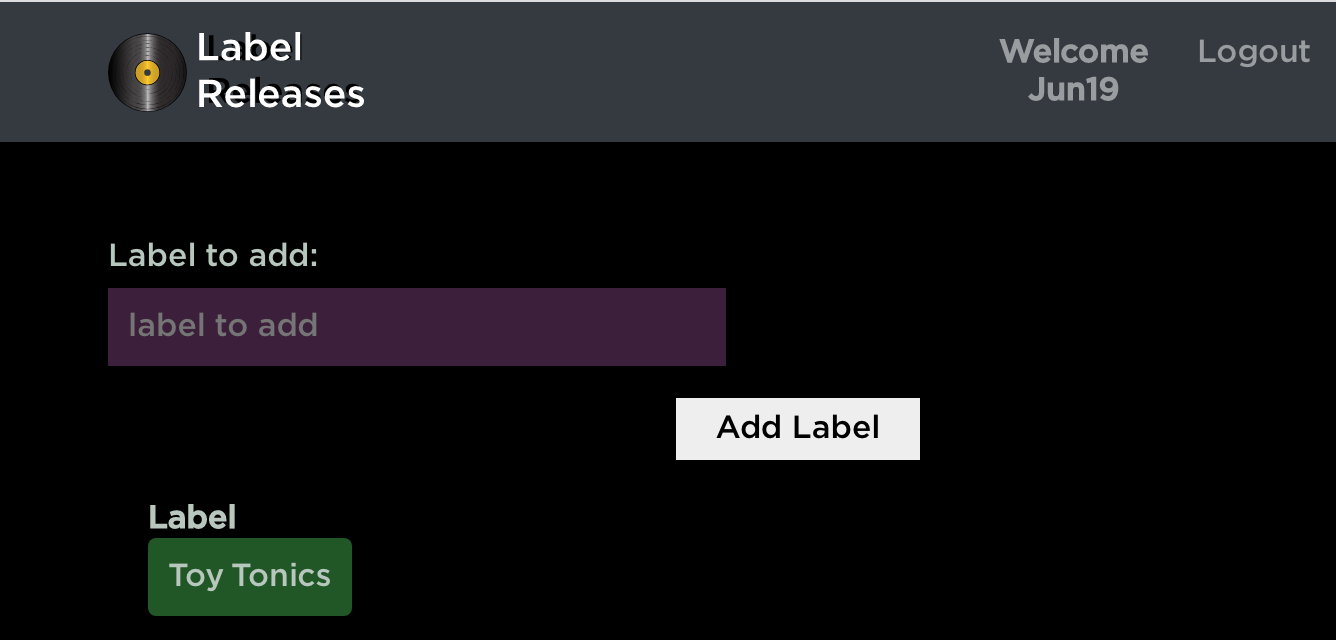 Label
Releases
Welcome
Jun19
Logout
Label to add:
label to add
Add Label
Label
Toy Tonics